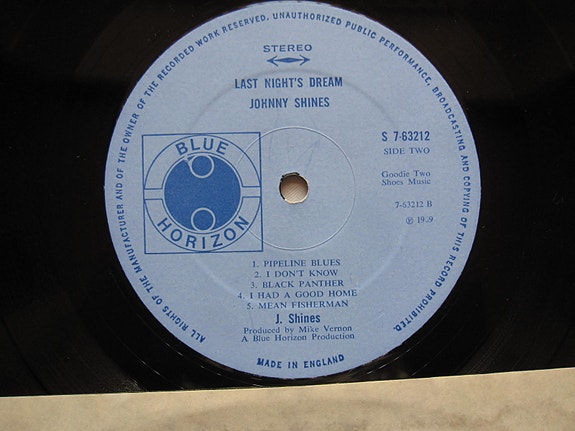 ALL RIGHTS OF THE MANUFACTURER AND OF THE OWNER OF THE RECORDED WORK RESERVED. UNAUTHORIZED PUBLIC PERFORMANCE, BROADCASTING AND COPYING OF THIS RECORD PROHIBITED.
STEREO
LAST NIGHT'S DREAM
JOHNNY SHINES
S 7-63212
SIDE TWO
BLUE
HORIZON
Goodie Two
Shoes Music
7-63212 B
℗ 1969
1. PIPELINE BLUES
2. I DON'T KNOW
3. BLACK PANTHER
4. I HAD A GOOD HOME
5. MEAN FISHERMAN
J. Shines
Produced by Mike Vernon
A Blue Horizon Production
MADE IN ENGLAND